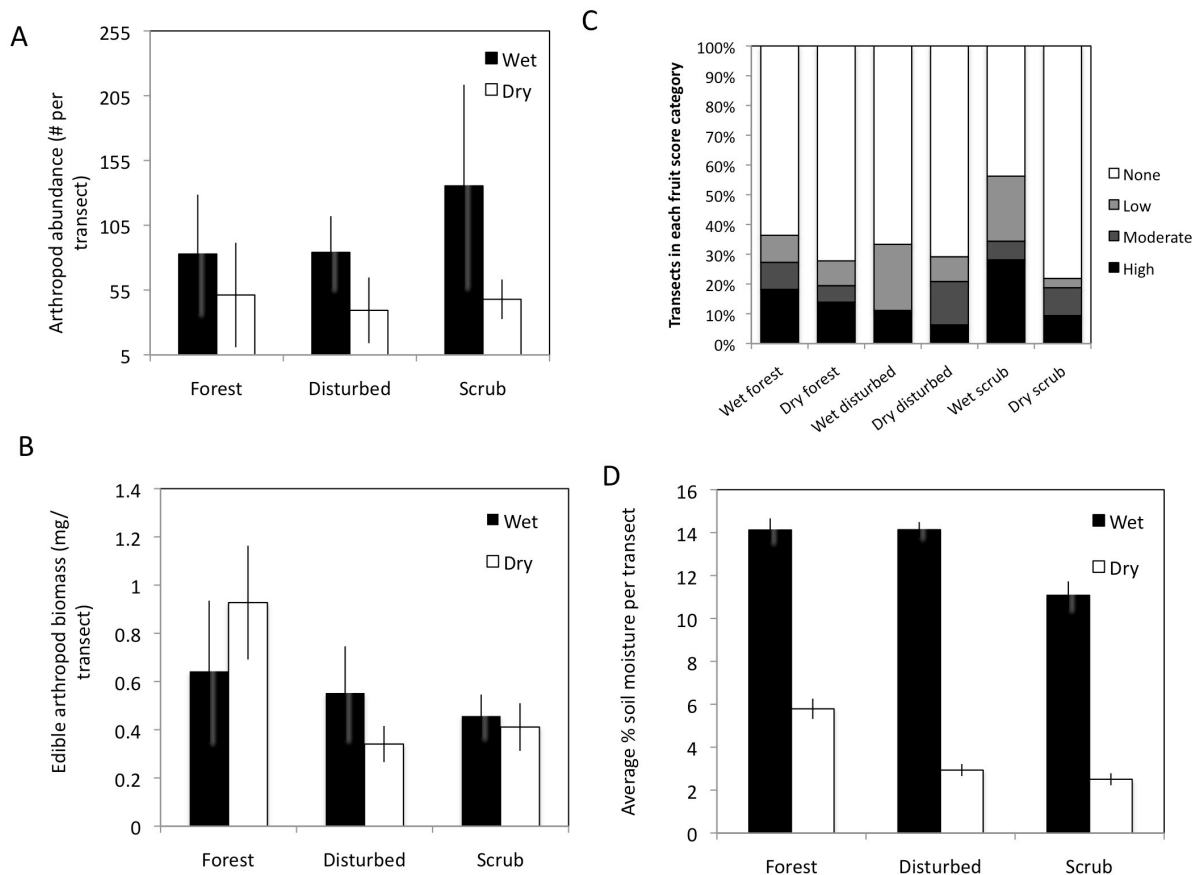 A
Arthropod abundance (# per
transect)
255
205
155
105
55
5
Wet
Dry
Forest
Disturbed
Scrub
B
Edible arthropod biomass (mg/
transect)
1.4
1.2
1
0.8
0.6
0.4
0.2
0
Wet
Dry
Forest
Disturbed
Scrub
C
Transects in each fruit score category
100%
90%
80%
70%
60%
50%
40%
30%
20%
10%
0%
None
Low
Moderate
High
Wet forest
Dry forest
Wet disturbed
Dry disturbed
Wet scrub
Dry scrub
D
Average % soil moisture per transect
16
14
12
10
8
6
4
2
0
Wet
Dry
Forest
Disturbed
Scrub